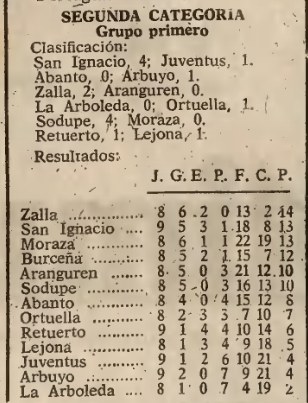 SEGUNDA CATEGORIA
Grupo primero
Clasificación:
San Ignacio, 4; Juventus, 1.
Abanto, 0; Arbuyo, 1.
Zalla, 2; Aranguren, 0.
La Arboleda, 0; Ortuella, 1.
Sodupe, 4; Moraza, 0.
Retuerto, 1; Lejona, 1.
Resultados:
J. G. E. P. F. C. P.
Zalla ............... 8 6 2 0 13 2 14
San Ignacio .... 9 5 3 1 18 8 13
Moraza ........... 8 6 1 1 22 19 13
Burceña .......... 8 5 2 1 15 7 12
Aranguren ....... 8 5 0 3 21 12 10
Sodupe .......... 8 5 0 3 16 13 10
Abanto .......... 8 4 0 4 15 12 8
Ortuella ......... 8 2 3 3 7 10 7
Retuerto ........ 9 1 4 4 10 14 6
Lejona ........... 8 1 3 4 9 18 5
Juventus ........ 9 1 2 6 10 21 4
Arbuyo .......... 9 2 0 7 9 21 4
La Arboleda .... 8 1 0 7 4 19 2